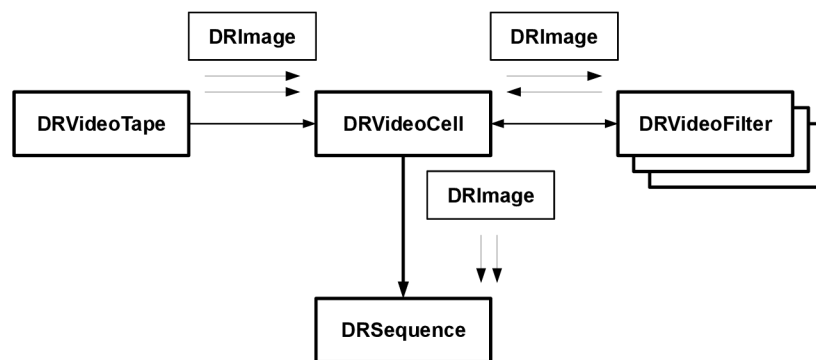 DRImage
DRImage
DRVideoTape
DRVideoCell
DRVideoFilter
DRImage
DRSequence